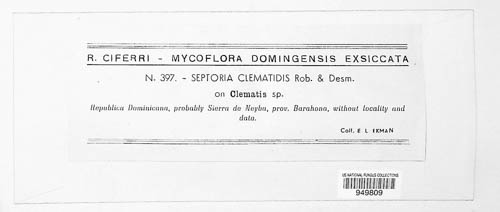 R. CIFERRI - MYCOFLORA DOMINGENSIS EXSICCATA
N. 397. - SEPTORIA CLEMATIDIS Rob. & Desm.
on Clematis sp.
Republica Dominicana, probably Sierra de Neyba, prov. Barahona, without locality and
data.
Coll. E L EKMAN
US NATIONAL FUNGUS COLLECTIONS
949809